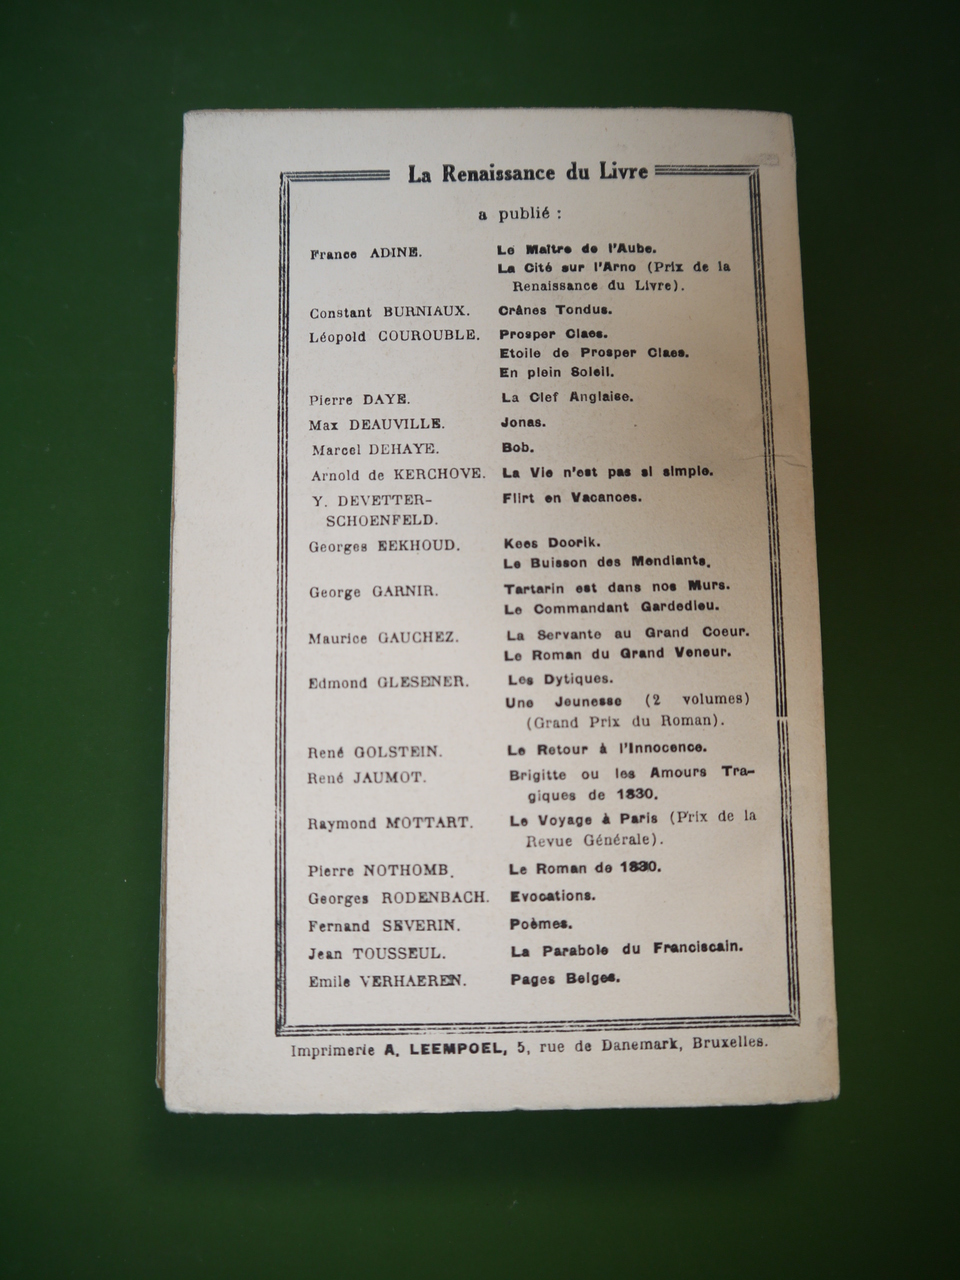 La Renaissance du Livre
a publié :
France ADINE. Le Maître de l'Aube.
La Cité sur l'Arno (Prix de la
Renaissance du Livre).
Constant BURNIAUX. Crânes Tondus.
Léopold COUROUBLE. Prosper Claes.
Etoile de Prosper Claes.
En plein Soleil.
Pierre DAYE. La Clef Anglaise.
Max DEAUVILLE. Jonas.
Marcel DEHAYE. Bob.
Arnold de KERCHOVE. La Vie n'est pas si simple.
Y. DEVETTER- Flirt en Vacances.
SCHOENFELD.
Georges EEKHOUD. Kees Doorik.
Le Buisson des Mendiants.
George GARNIR. Tartarin est dans nos Murs.
Le Commandant Gardedieu.
Maurice GAUCHEZ. La Servante au Grand Coeur.
Le Roman du Grand Veneur.
Edmond GLESENER. Les Dytiques.
Une Jeunesse (2 volumes)
(Grand Prix du Roman).
René GOLSTEIN. Le Retour à l'Innocence.
René JAUMOT. Brigitte ou les Amours Tra-
giques de 1830.
Raymond MOTTART. Le Voyage à Paris (Prix de la
Revue Générale).
Pierre NOTHOMB. Le Roman de 1830.
Georges RODENBACH. Evocations.
Fernand SEVERIN. Poèmes.
Jean TOUSSEUL. La Parabole du Franciscain.
Emile VERHAEREN. Pages Belges.
Imprimerie A. LEEMPOEL, 5, rue de Danemark, Bruxelles.